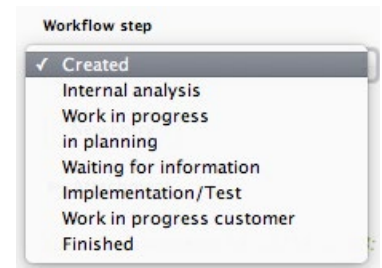 Workflow step
✓ Created
Internal analysis
Work in progress
in planning
Waiting for information
Implementation/Test
Work in progress customer
Finished